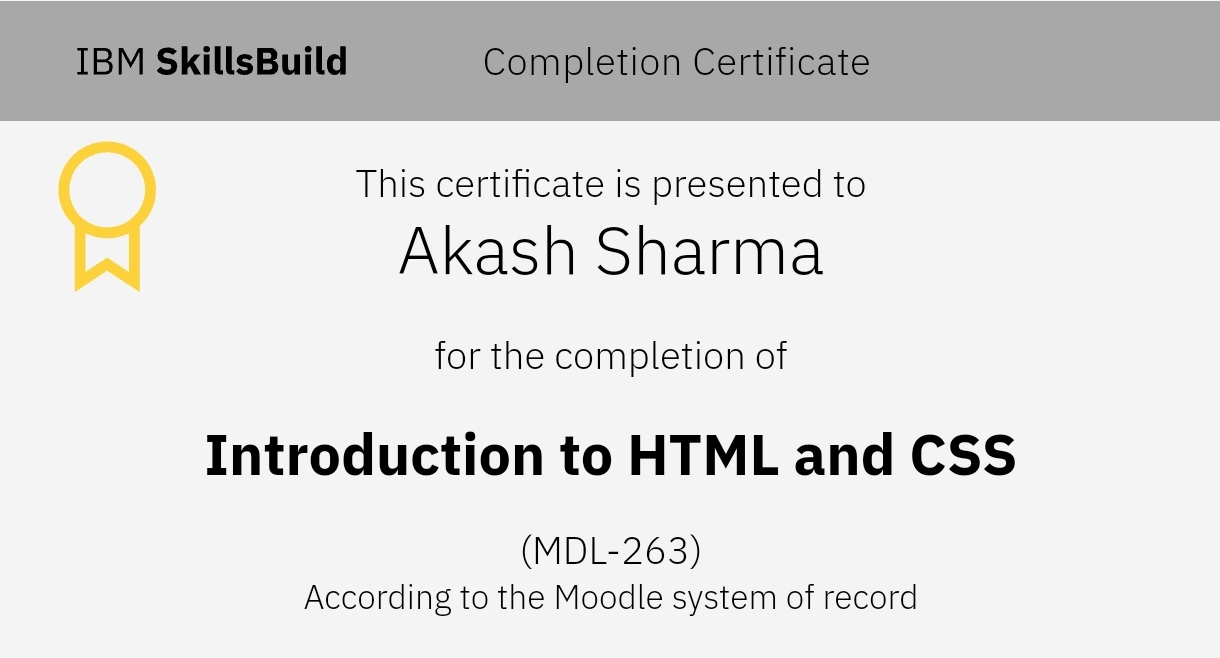 IBM SkillsBuild Completion Certificate
This certificate is presented to
Akash Sharma
for the completion of
Introduction to HTML and CSS
(MDL-263)
According to the Moodle system of record